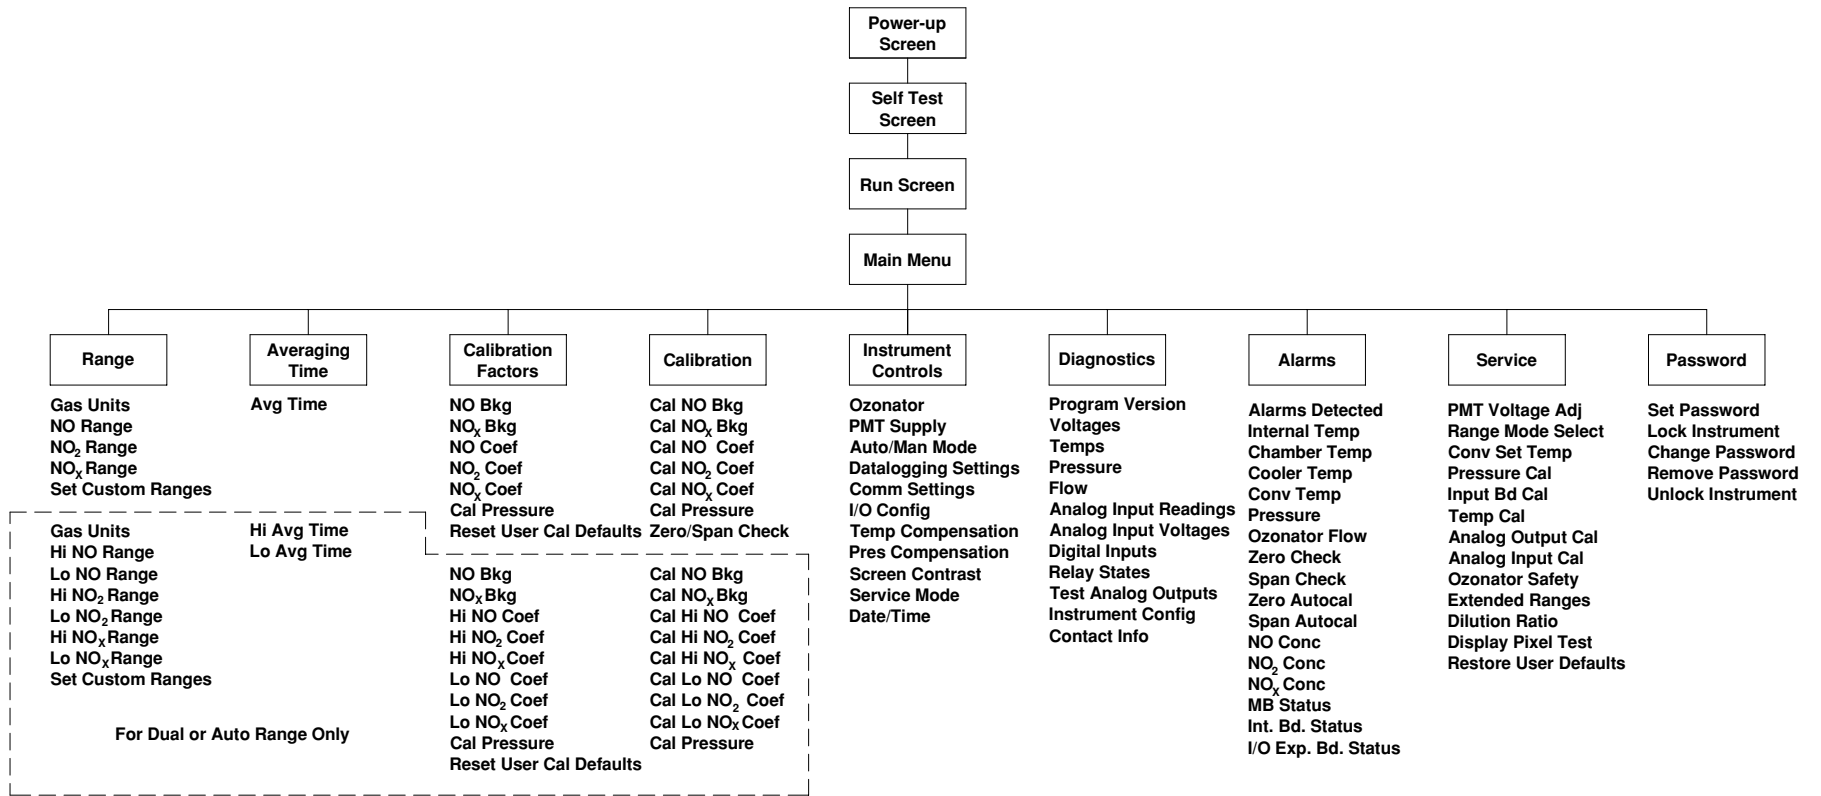 Power-up
Screen
Self Test
Screen
Run Screen
Main Menu
Range
Gas Units
NO Range
NO2 Range
NOX Range
Set Custom Ranges
Gas Units
Hi NO Range
Lo NO Range
Hi NO2 Range
Lo NO2 Range
Hi NOX Range
Lo NOX Range
Set Custom Ranges
For Dual or Auto Range Only
Averaging
Time
Avg Time
Hi Avg Time
Lo Avg Time
Calibration
Factors
NO Bkg
NOX Bkg
NO Coef
NO2 Coef
NOX Coef
Cal Pressure
Reset User Cal Defaults
NO Bkg
NOX Bkg
Hi NO Coef
Hi NO2 Coef
Hi NOX Coef
Lo NO Coef
Lo NO2 Coef
Lo NOX Coef
Cal Pressure
Reset User Cal Defaults
Calibration
Cal NO Bkg
Cal NOX Bkg
Cal NO Coef
Cal NO2 Coef
Cal NOX Coef
Cal Pressure
Zero/Span Check
Cal NO Bkg
Cal NOX Bkg
Cal Hi NO Coef
Cal Hi NO2 Coef
Cal Hi NOX Coef
Cal Lo NO Coef
Cal Lo NO2 Coef
Cal Lo NOX Coef
Cal Pressure
Instrument
Controls
Ozonator
PMT Supply
Auto/Man Mode
Datalogging Settings
Comm Settings
I/O Config
Temp Compensation
Pres Compensation
Screen Contrast
Service Mode
Date/Time
Diagnostics
Program Version
Voltages
Temps
Pressure
Flow
Analog Input Readings
Analog Input Voltages
Digital Inputs
Relay States
Test Analog Outputs
Instrument Config
Contact Info
Alarms
Alarms Detected
Internal Temp
Chamber Temp
Cooler Temp
Conv Temp
Pressure
Ozonator Flow
Zero Check
Span Check
Zero Autocal
Span Autocal
NO Conc
NO2 Conc
NOX Conc
MB Status
Int. Bd. Status
I/O Exp. Bd. Status
Service
PMT Voltage Adj
Range Mode Select
Conv Set Temp
Pressure Cal
Input Bd Cal
Temp Cal
Analog Output Cal
Analog Input Cal
Ozonator Safety
Extended Ranges
Dilution Ratio
Display Pixel Test
Restore User Defaults
Password
Set Password
Lock Instrument
Change Password
Remove Password
Unlock Instrument